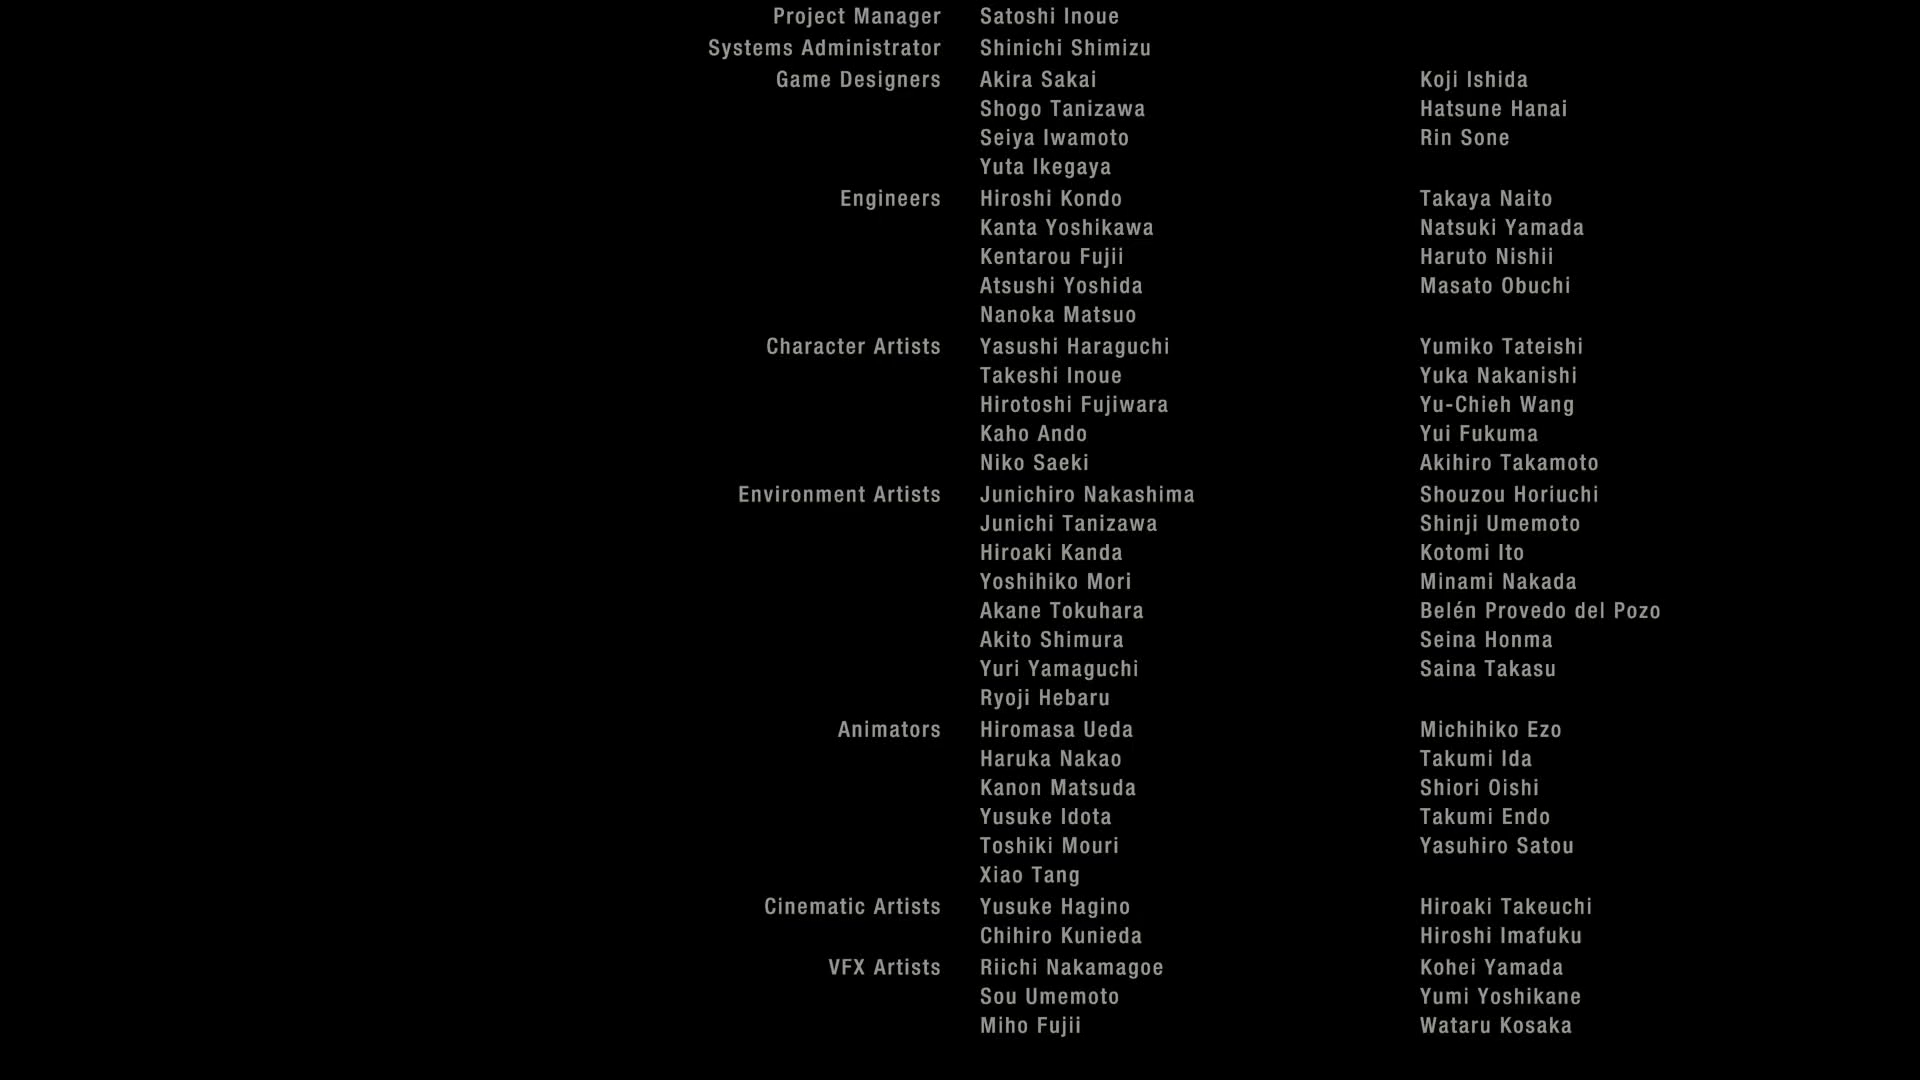 Project Manager Satoshi Inoue
Systems Administrator Shinichi Shimizu
Game Designers Akira Sakai Koji Ishida
Shogo Tanizawa Hatsune Hanai
Seiya Iwamoto Rin Sone
Yuta Ikegaya
Engineers Hiroshi Kondo Takaya Naito
Kanta Yoshikawa Natsuki Yamada
Kentarou Fujii Haruto Nishii
Atsushi Yoshida Masato Obuchi
Nanoka Matsuo
Character Artists Yasushi Haraguchi Yumiko Tateishi
Takeshi Inoue Yuka Nakanishi
Hirotoshi Fujiwara Yu-Chieh Wang
Kaho Ando Yui Fukuma
Niko Saeki Akihiro Takamoto
Environment Artists Junichiro Nakashima Shouzou Horiuchi
Junichi Tanizawa Shinji Umemoto
Hiroaki Kanda Kotomi Ito
Yoshihiko Mori Minami Nakada
Akane Tokuhara Belén Provedo del Pozo
Akito Shimura Seina Honma
Yuri Yamaguchi Saina Takasu
Ryoji Hebaru
Animators Hiromasa Ueda Michihiko Ezo
Haruka Nakao Takumi Ida
Kanon Matsuda Shiori Oishi
Yusuke Idota Takumi Endo
Toshiki Mouri Yasuhiro Satou
Xiao Tang
Cinematic Artists Yusuke Hagino Hiroaki Takeuchi
Chihiro Kunieda Hiroshi Imafuku
VFX Artists Riichi Nakamagoe Kohei Yamada
Sou Umemoto Yumi Yoshikane
Miho Fujii Wataru Kosaka